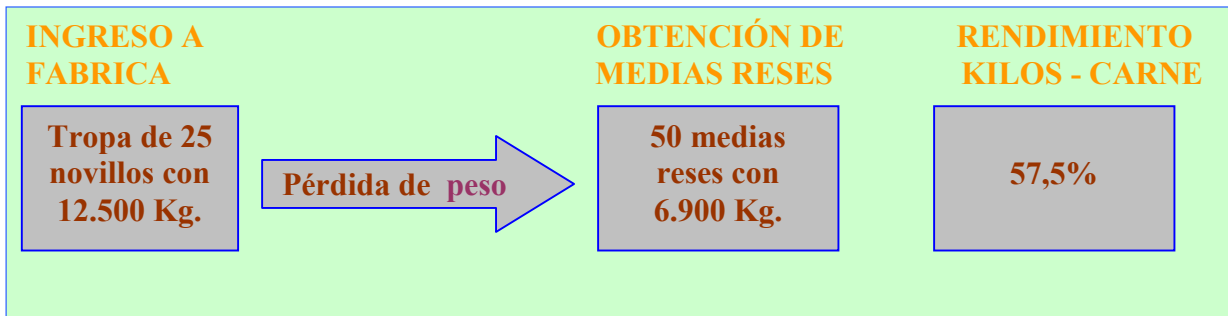 INGRESO A
FABRICA
Tropa de 25
novillos con
12.500 Kg.
Pérdida de peso
OBTENCIÓN DE
MEDIAS RESES
50 medias
reses con
6.900 Kg.
RENDIMIENTO
KILOS - CARNE
57,5%